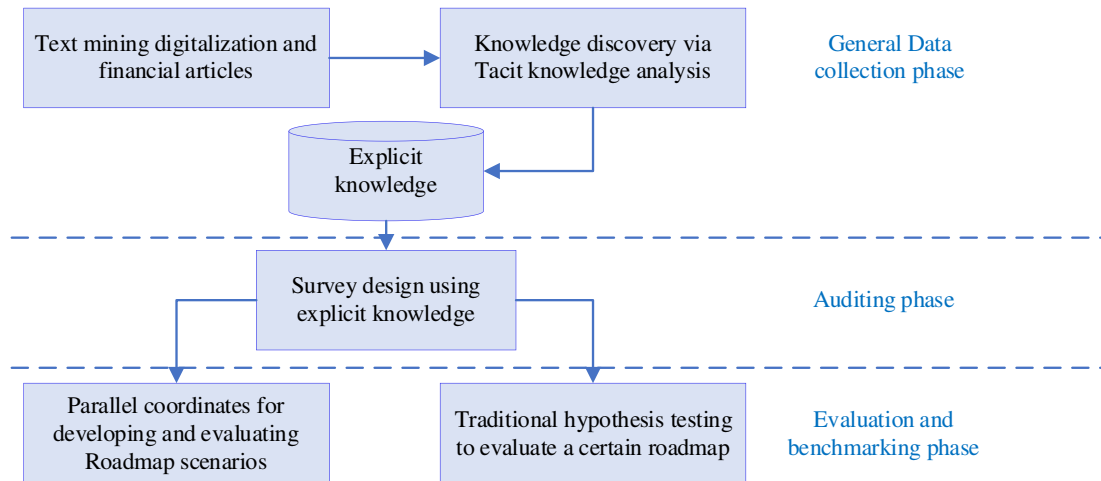 Text mining digitalization and
financial articles
Knowledge discovery via
Tacit knowledge analysis
General Data
collection phase
Explicit
knowledge
Survey design using
explicit knowledge
Auditing phase
Parallel coordinates for
developing and evaluating
Roadmap scenarios
Traditional hypothesis testing
to evaluate a certain roadmap
Evaluation and
benchmarking phase